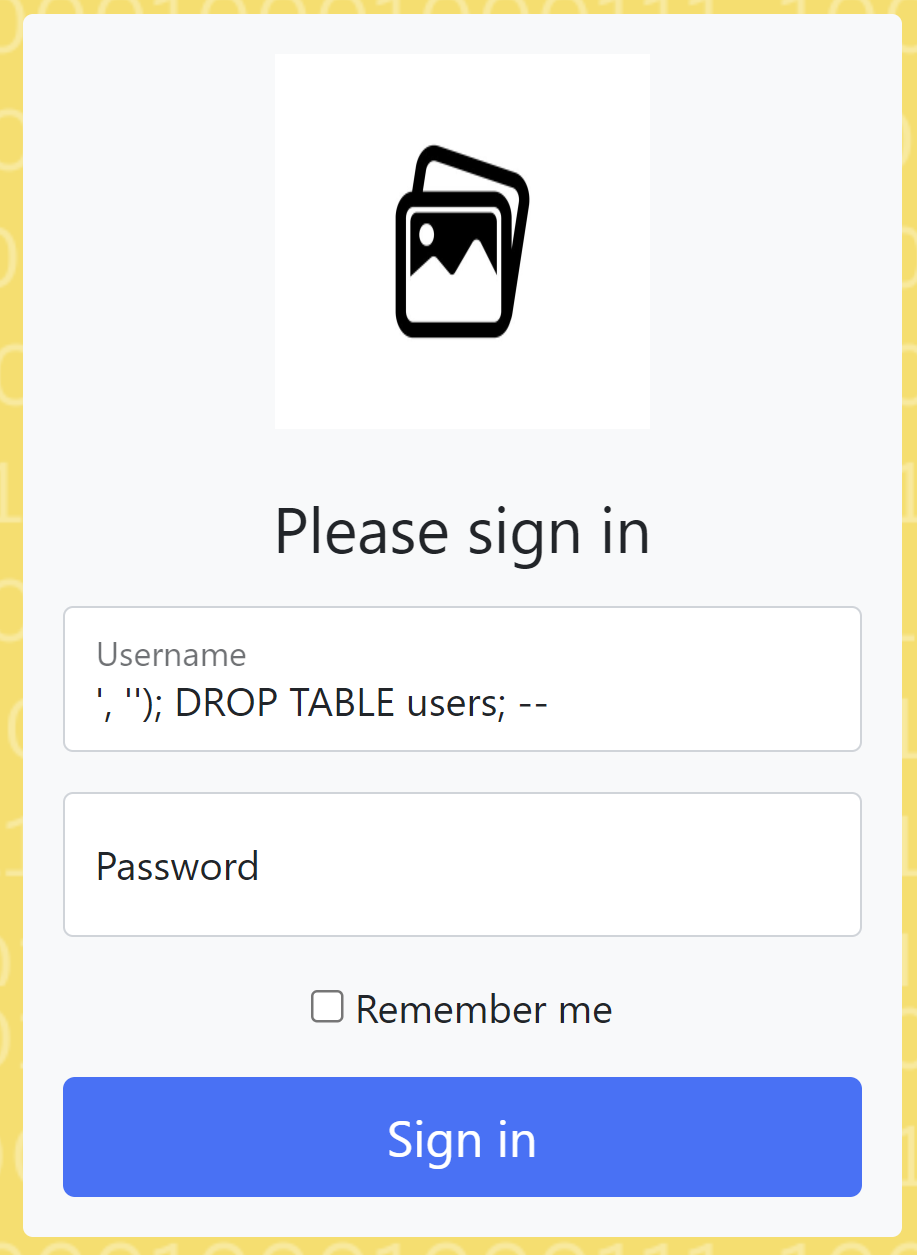 Please sign in
Username
', ''); DROP TABLE users; --
Password
Remember me
Sign in